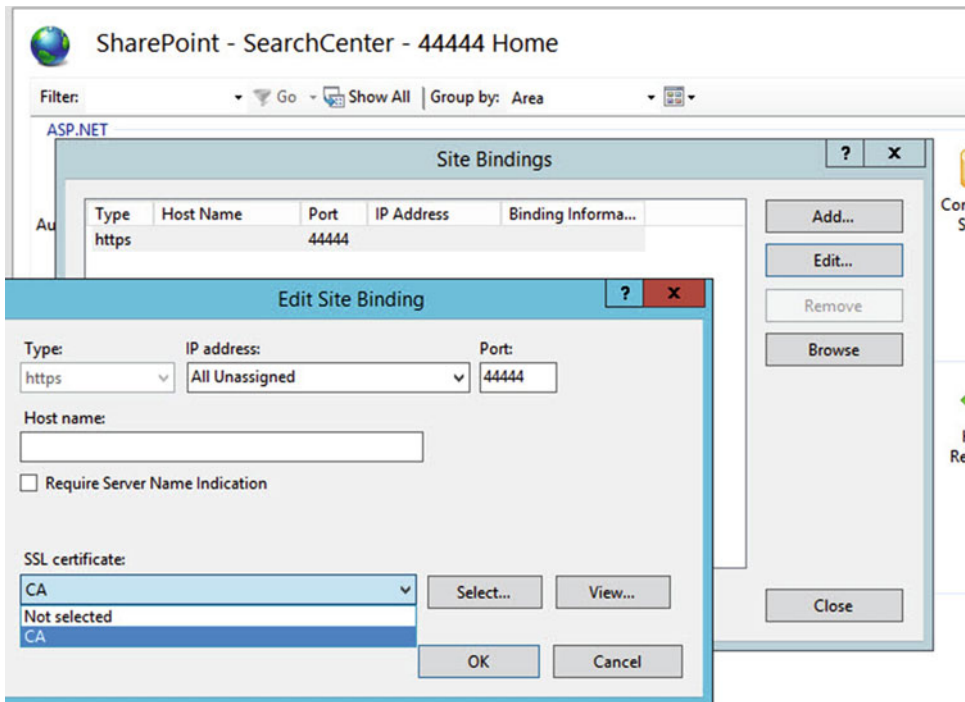 SharePoint - SearchCenter - 44444 Home
Filter: Go Show All Group by: Area
ASP.NET
Site Bindings ? X
Type Host Name Port IP Address Binding Informa...
https 44444
Au
Add...
Edit...
Remove
Browse
Close
Edit Site Binding ? X
Type: IP address: Port:
https All Unassigned 44444
Host name:
Require Server Name Indication
SSL certificate:
CA Select... View...
Not selected
CA
OK Cancel
Con
S
Re